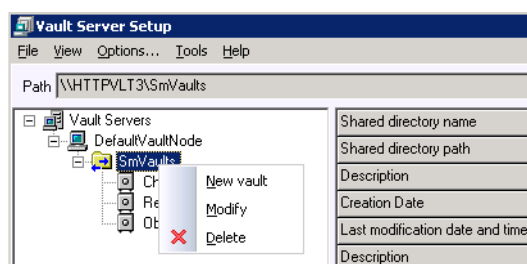 Vault Server Setup
File View Options... Tools Help
Path \\HTTPVLT3\SmVaults
Vault Servers
DefaultVaultNode
SmVaults
New vault
Modify
Delete
Shared directory name
Shared directory path
Description
Creation Date
Last modification date and time
Description